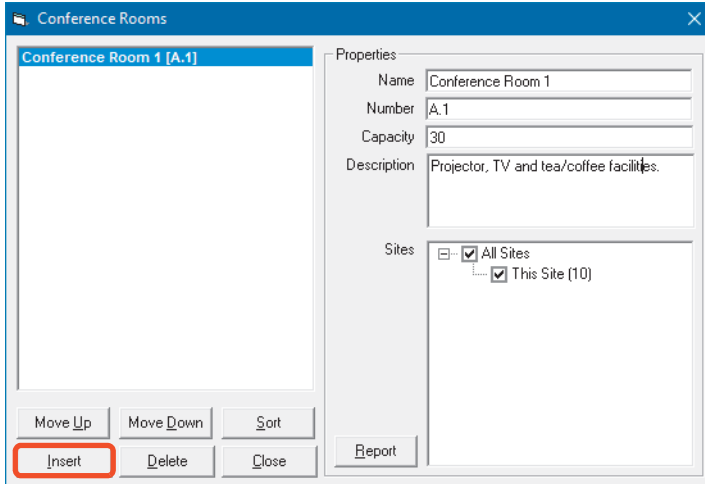 Conference Rooms
Conference Room 1 [A.1]
Properties
Name Conference Room 1
Number A.1
Capacity 30
Description Projector, TV and tea/coffee facilities.
Sites All Sites
This Site (10)
Move Up Move Down Sort
Insert Delete Close
Report